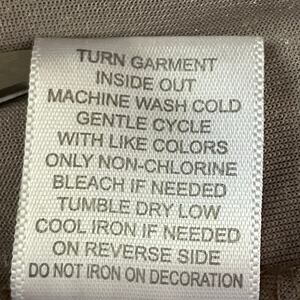 TURN GARMENT
INSIDE OUT
MACHINE WASH COLD
GENTLE CYCLE
WITH LIKE COLORS
ONLY NON-CHLORINE
BLEACH IF NEEDED
TUMBLE DRY LOW
COOL IRON IF NEEDED
ON REVERSE SIDE
DO NOT IRON ON DECORATION